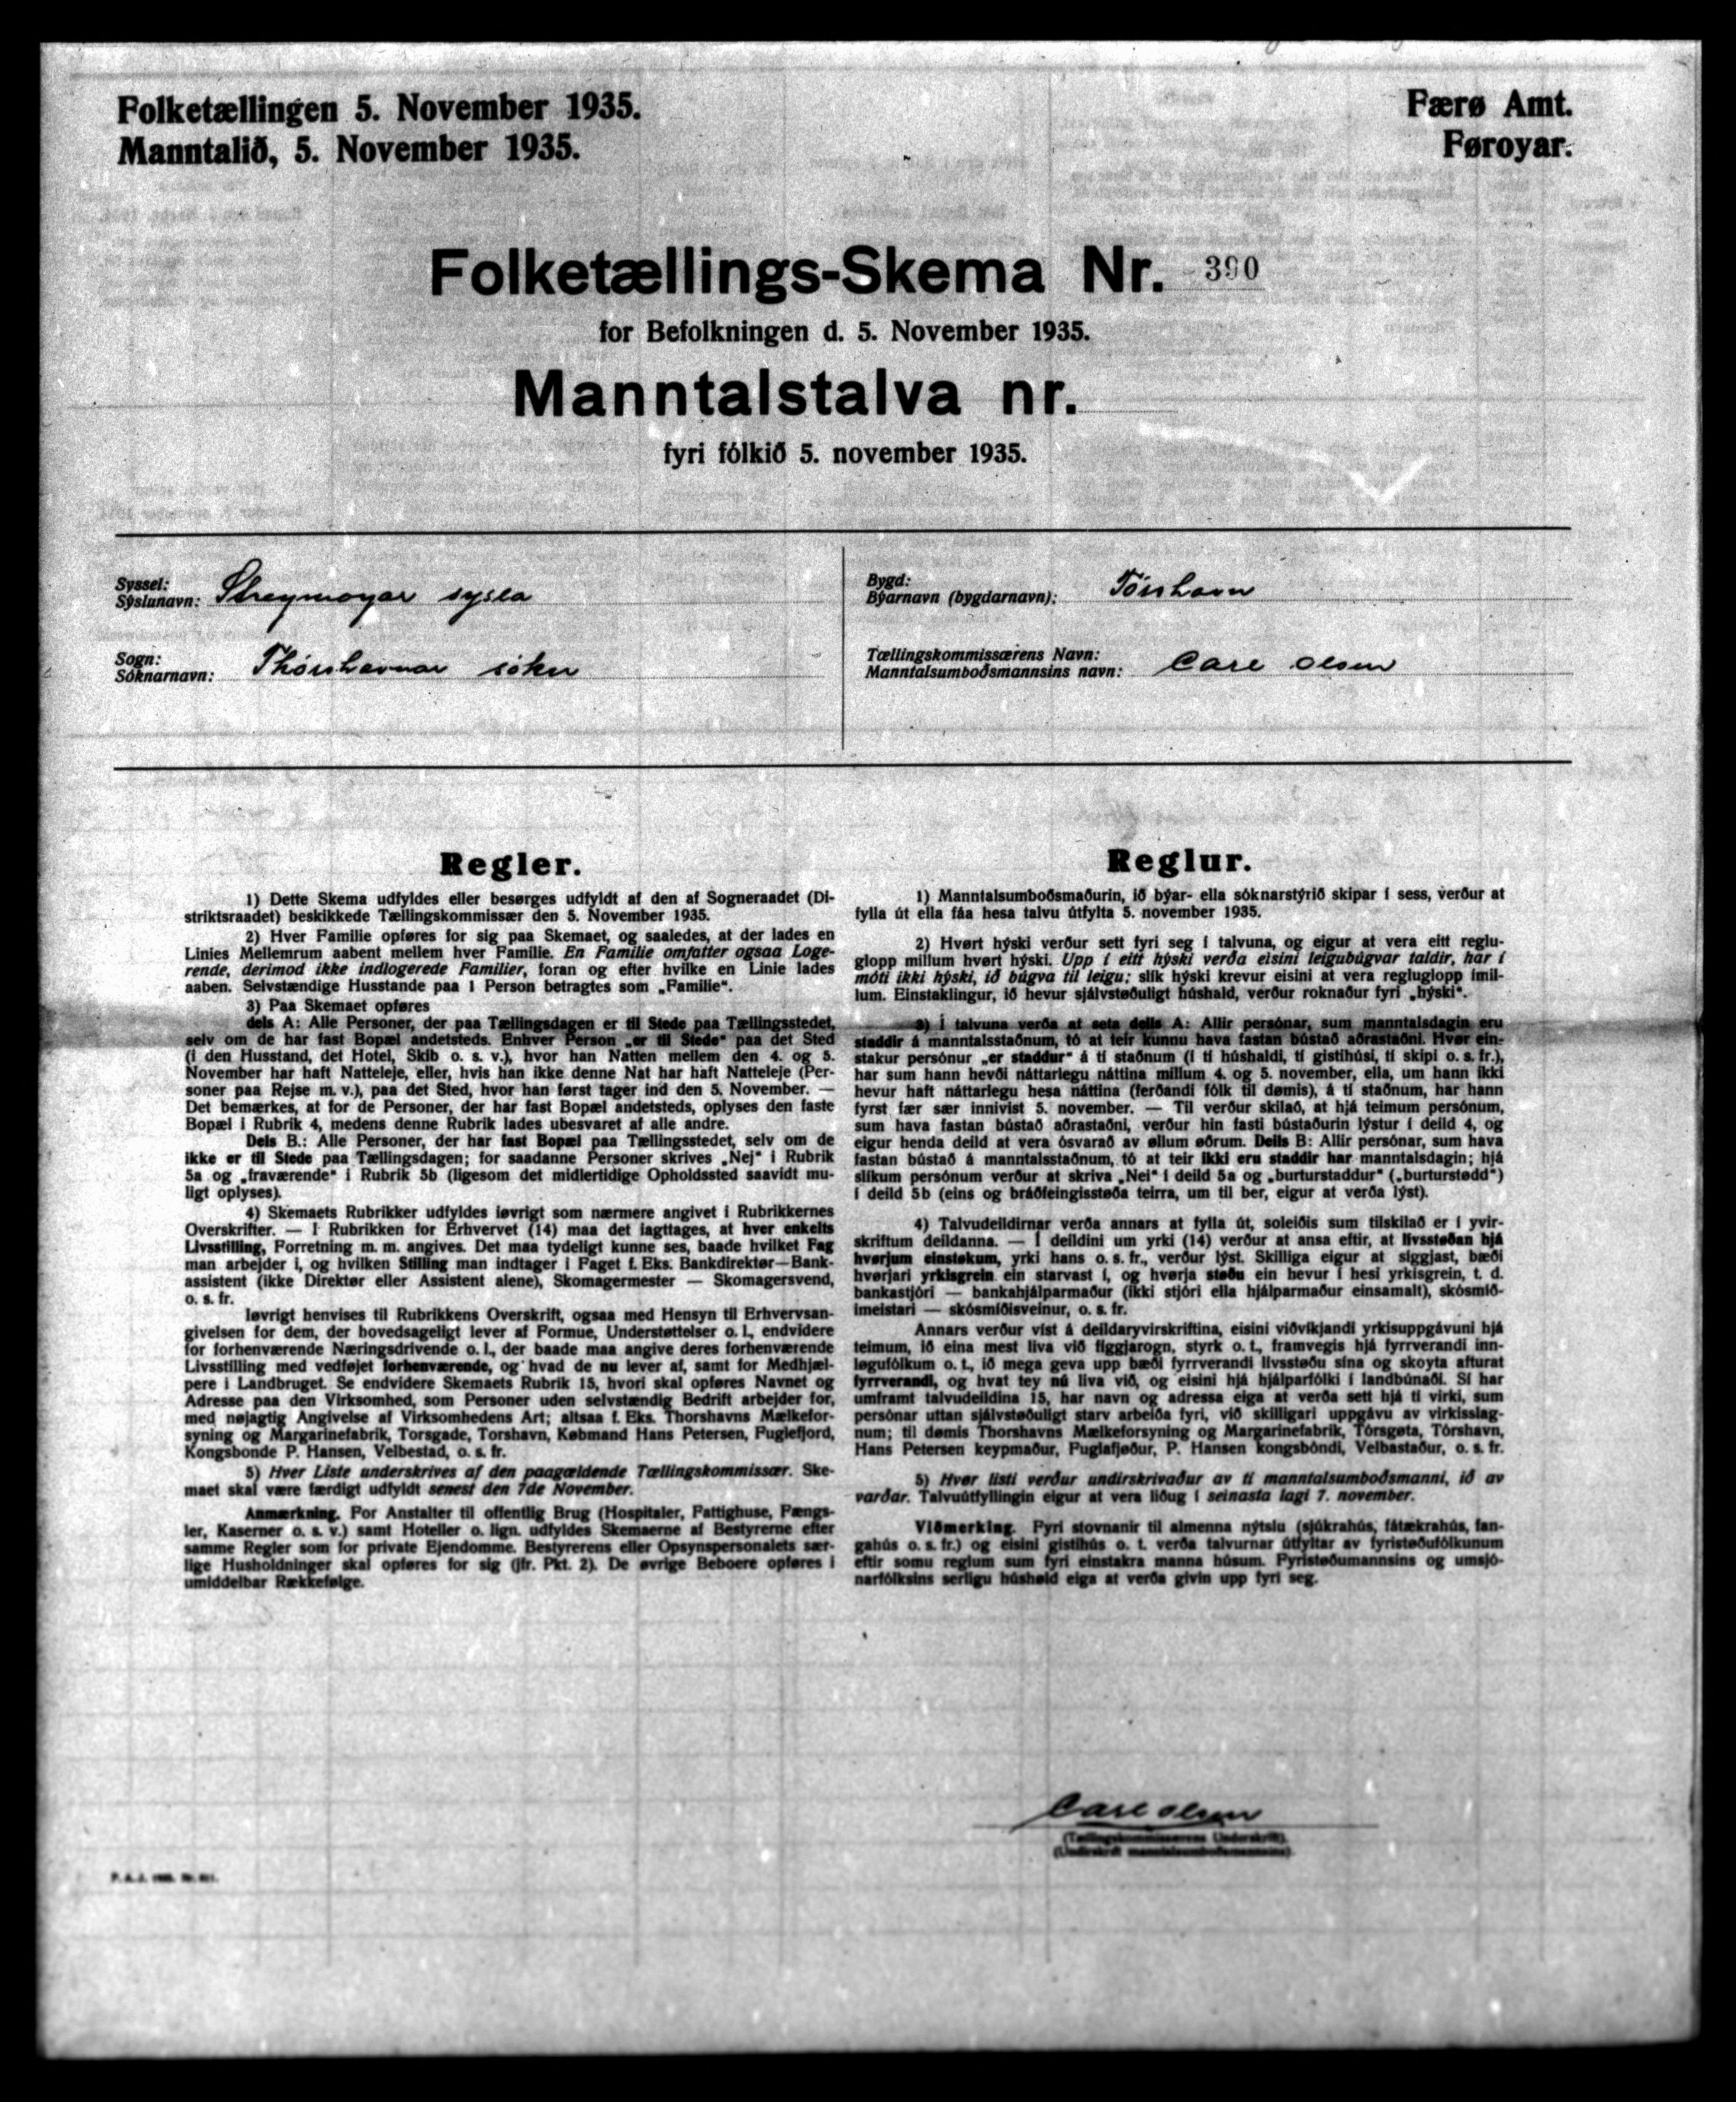 Folketællingen 5. November 1935.
Manntalið, 5. November 1935.
Færø Amt.
Føroyar.
Folketællings-Skema Nr. 390
for Befolkningen d. 5. November 1935.
Manntalstalva nr.
fyri fólkið 5. november 1935.
Syssel:
Sýslunavn: Streymoyar sysla
Sogn:
Sóknarnavn: Thórshavnar sókn
Bygd:
Býarnavn (bygdarnavn): Tórshavn
Tællingskommissærens Navn:
Manntalsumboðsmannsins navn: Carl Olsen
Regler.
1) Dette Skema udfyldes eller besørges udfyldt af den af Sogneraadet (Di-
striktsraadet) beskikkede Tællingskommissær den 5. November 1935.
2) Hver Familie opføres for sig paa Skemaet, og saaledes, at der lades en
Linies Mellemrum aabent mellem hver Familie. En Familie omfatter ogsaa Loge-
rende, derimod ikke indlogerede Familier, foran og efter hvilke en Linie lades
aaben. Selvstændige Husstande paa 1 Person betragtes som „Familie“.
3) Paa Skemaet opføres
dels A: Alle Personer, der paa Tællingsdagen er til Stede paa Tællingsstedet,
selv om de har fast Bopæl andetsteds. Enhver Person „er til Stede“ paa det Sted
(i den Husstand, det Hotel, Skib o. s. v.), hvor han Natten mellem den 4. og 5.
November har haft Natteleje, eller, hvis han ikke denne Nat har haft Natteleje (Per-
soner paa Rejse m. v.), paa det Sted, hvor han først tager ind den 5. November. —
Det bemærkes, at for de Personer, der har fast Bopæl andetsteds, oplyses den faste
Bopæl i Rubrik 4, medens denne Rubrik lades ubesvaret af alle andre.
Dels B.: Alle Personer, der har fast Bopæl paa Tællingsstedet, selv om de
ikke er til Stede paa Tællingsdagen; for saadanne Personer skrives „Nej“ i Rubrik
5a og „fraværende“ i Rubrik 5b (ligesom det midlertidige Opholdssted saavidt mu-
ligt oplyses).
4) Skemaets Rubrikker udfyldes iøvrigt som nærmere angivet i Rubrikkernes
Overskrifter. — I Rubrikken for Erhvervet (14) maa det iagttages, at hver enkelts
Livsstilling, Forretning m. m. angives. Det maa tydeligt kunne ses, baade hvilket Fag
man arbejder i, og hvilken Stilling man indtager i Faget f. Eks: Bankdirektør—Bank-
assistent (ikke Direktør eller Assistent alene), Skomagermester — Skomagersvend,
o. s. fr.
Iøvrigt henvises til Rubrikkens Overskrift, ogsaa med Hensyn til Erhvervsan-
givelsen for dem, der hovedsageligt lever af Formue, Understøttelser o. l., endvidere
for forhenværende Næringsdrivende o. l., der baade maa angive deres forhenværende
Livsstilling med vedføjet forhenværende, og hvad de nu lever af, samt for Medhjæl-
pere i Landbruget. Se endvidere Skemaets Rubrik 15, hvori skal opføres Navnet og
Adresse paa den Virksomhed, som Personer uden selvstændig Bedrift arbejder for,
med nøjagtig Angivelse af Virksomhedens Art; altsaa f. Eks. Thorshavns Mælkefor-
syning og Margarinefabrik, Torsgade, Torshavn, Købmand Hans Petersen, Fuglefjord,
Kongsbonde P. Hansen, Velbestad, o. s. fr.
5) Hver Liste underskrives af den paagældende Tællingskommissær. Ske-
maet skal være færdigt udfyldt senest den 7de November.
Anmærkning. For Anstalter til offentlig Brug (Hospitaler, Fattighuse, Fængs-
ler, Kaserner o. s. v.) samt Hoteller o. lign. udfyldes Skemaerne af Bestyrerne efter
samme Regler som for private Ejendomme. Bestyrerens eller Opsynspersonalets sær-
lige Husholdninger skal opføres for sig (jfr. Pkt. 2). De øvrige Beboere opføres i
umiddelbar Rækkefølge.
Reglur.
1) Manntalsumboðsmaðurin, ið býar- ella sóknarstýrið skipar í sess, verður at
fylla út ella fáa hesa talvu útfylta 5. november 1935.
2) Hvørt hýski verður sett fyri seg í talvuna, og eigur at vera eitt reglu-
glopp millum hvørt hýski. Upp í eitt hýski verða eisini leigubúgvar taldir, har í
móti ikki hýski, ið búgva til leigu; slík hýski krevur eisini at vera regluglopp imil-
lum. Einstaklingur, ið hevur sjálvstøðuligt húshald, verður roknaður fyri „hýski“.
3) Í talvuna verða at seta dells A: Allir persónar, sum manntalsdagin eru
staddir á manntalsstaðnum, tó at teir kunnu hava fastan bústað aðrastaðni. Hvør ein-
stakur persónur „er staddur“ á tí staðnum (í tí húshaldi, tí gistihúsi, tí skipi o. s. fr.),
har sum hann hevði náttarlegu náttina millum 4. og 5. november, ella, um hann ikki
hevur haft náttarlegu hesa náttina (ferðandi fólk til dømis), á tí staðnum, har hann
fyrst fær sær innivist 5. november. — Til verður skilað, at hjá teimum persónum,
sum hava fastan bústað aðrastaðni, verður hin fasti bústaðurin lýstur í deild 4, og
eigur henda deild at vera ósvarað av øllum øðrum. Dells B: Allir persónar, sum hava
fastan bústað á manntalsstaðnum, tó at teir ikki eru staddir har manntalsdagin; hjá
slíkum persónum verður at skriva „Nei“ í deild 5a og „burturstaddur“ („burturstødd“)
í deild 5b (eins og bráðfeingisstøða teirra, um til ber, eigur at verða lýst).
4) Talvudeildirnar verða annars at fylla út, soleiðis sum tilskilað er í yvir-
skriftum deildanna. — Í deildini um yrki (14) verður at ansa eftir, at livsstøðan hjá
hvørjum einstøkum, yrki hans o. s. fr., verður lýst. Skilliga eigur at siggjast, bæði
hvørjari yrkisgrein ein starvast í, og hvørja støðu ein hevur í hesi yrkisgrein, t. d.
bankastjóri — bankahjálparmaður (ikki stjóri ella hjálparmaður einsamalt), skósmið-
imeistari — skósmiðisveinur, o. s. fr.
Annars verður víst á deildaryvirskriftina, eisini viðvíkjandi yrkisuppgávuni hjá
teimum, ið eina mest liva við figgjarogn, styrk o. t., framvegis hjá fyrrverandi inn-
løgufólkum o. t., ið mega geva upp bæði fyrrverandi livsstøðu sína og skoyta afturat
fyrrverandi, og hvat tey nú liva við, og eisini hjá hjálparfólki í landbúnaði. Sí har
umframt talvudeildina 15, har navn og adressa eiga at verða sett hjá tí virki, sum
persónar uttan sjálvstøðuligt starv arbeiða fyri, við skilligari uppgávu av virkisslag-
num; til dømis Thorshavns Mælkeforsyning og Margarinefabrik, Tórsgøta, Tórshavn,
Hans Petersen keypmaður, Fuglafjøður, P. Hansen kongsbóndi, Velbastaður, o. s. fr.
5) Hvør listi verður undirskrivaður av tí manntalsumboðsmanni, ið av
varðar. Talvuútfyllingin eigur at vera liðug í seinasta lagi 7. november.
Viðmerking. Fyri stovnanir til almenna nýtslu (sjúkrahús, fátækrahús, fan-
gahús o. s. fr.) og eisini gistihús o. t. verða talvurnar útfyltar av fyristøðufólkunum
eftir somu reglum sum fyri einstakra manna húsum. Fyristøðumannsins og umsjó-
narfólksins serligu húshøld eiga at verða givin upp fyri seg.
Carl Olsen
(Tællingskommissærens Underskrift).
(Undirskrift manntalsumboðsmannsins)